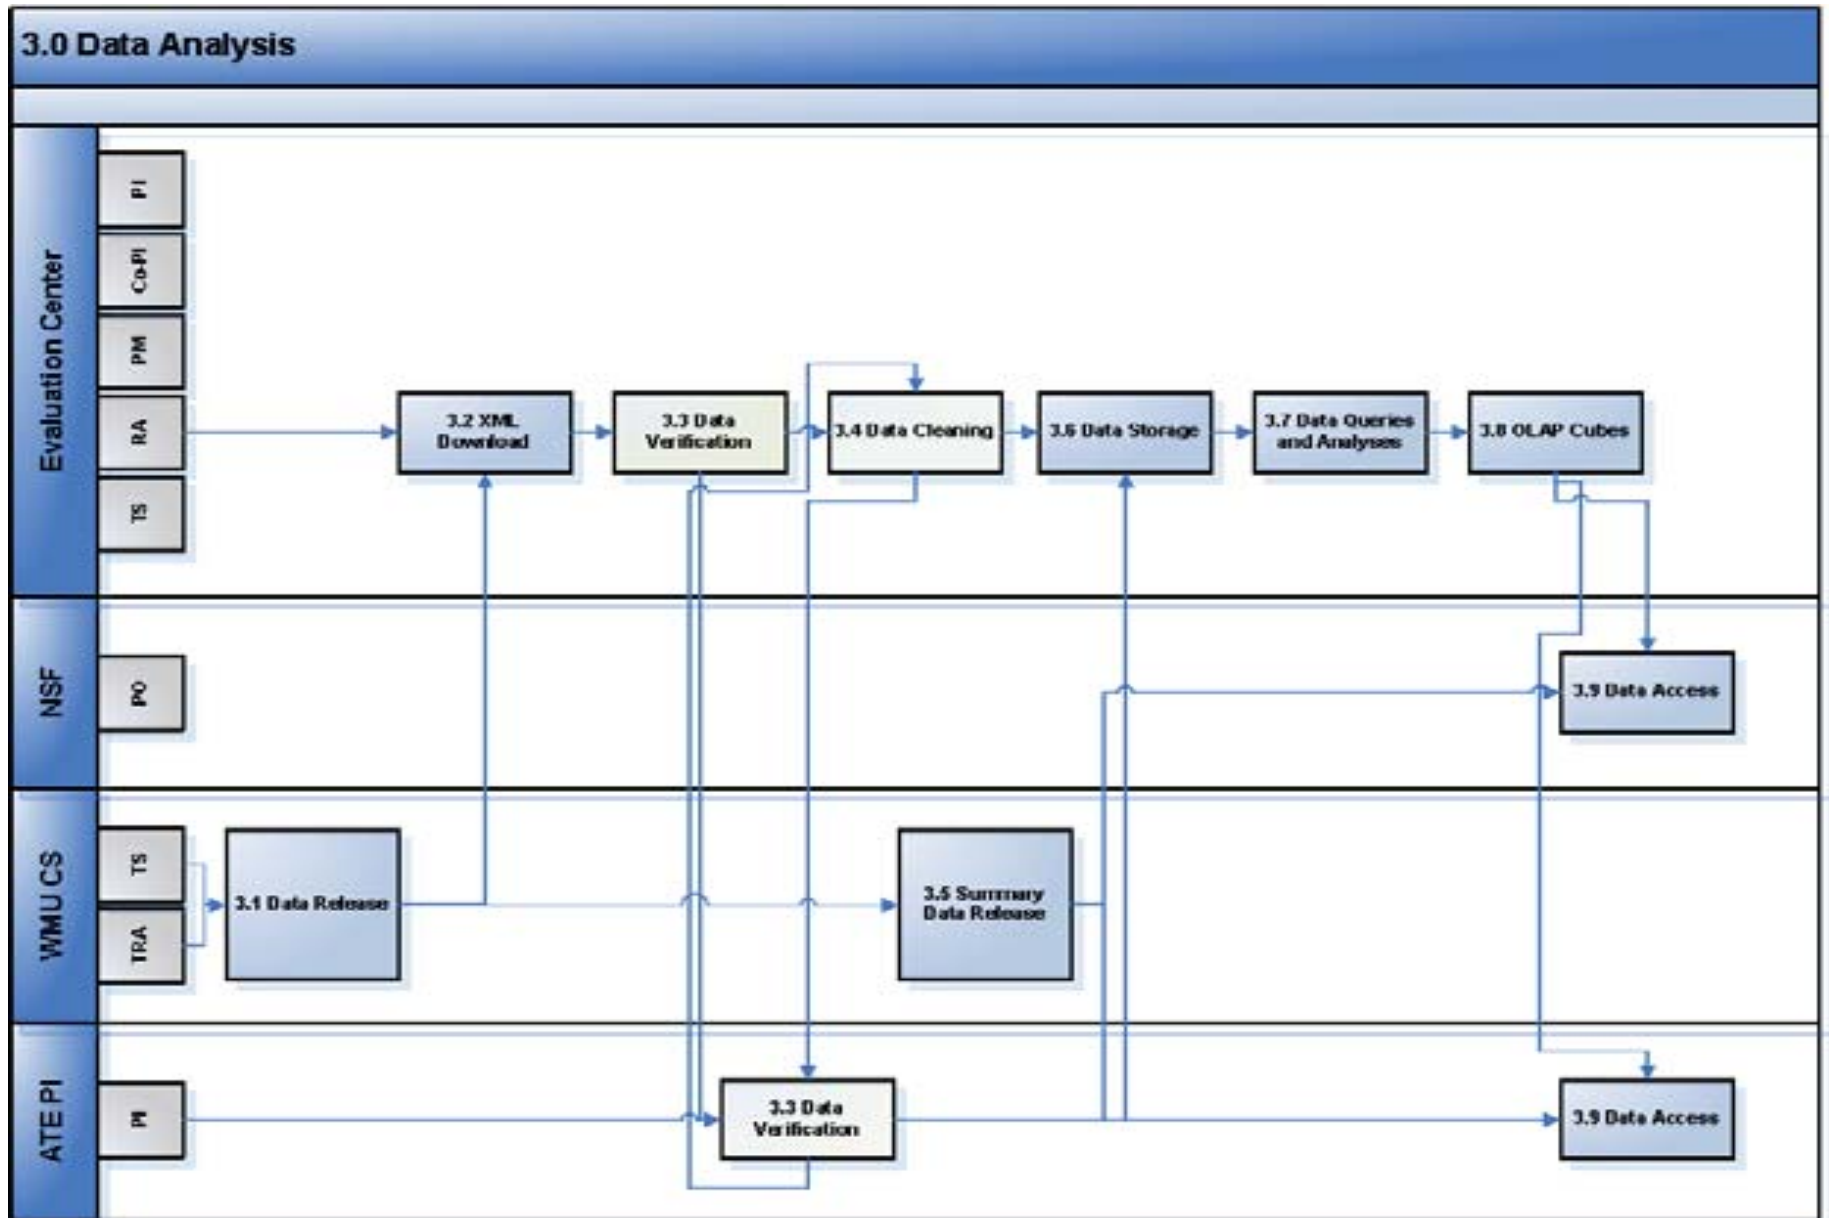 3.0 Data Analysis
Evaluation Center
PI
Co-PI
PM
RA
TS
3.2 XML
Download
3.3 Data
Verification
3.4 Data Cleaning
3.6 Data Storage
3.7 Data Queries
and Analyses
3.8 OLAP Cubes
NSF
PO
3.9 Data Access
WMU CS
TS
TRA
3.1 Data Release
3.5 Summary
Data Release
ATE PI
PI
3.3 Data
Verification
3.9 Data Access